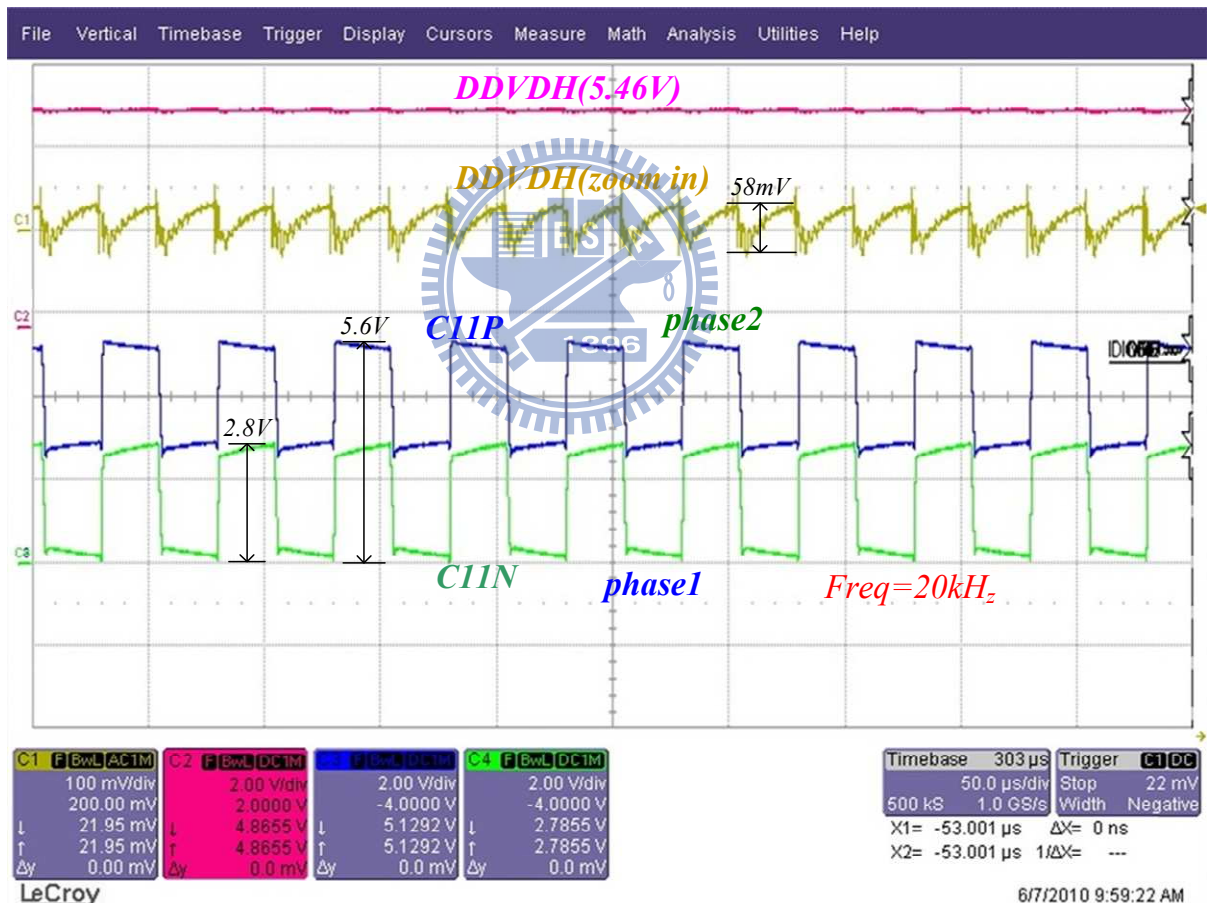 File Vertical Timebase Trigger Display Cursors Measure Math Analysis Utilities Help
DDVDH(5.46V)
DDVDH(zoom in)
58mV
C1
ES
C2
5.6V
C11P
phase2
1896
2.8V
C3
C11N
phase1
Freq=20kHz
C1 F BwL AC1M
100 mV/div
200.00 mV
↓ 21.95 mV
↑ 21.95 mV
Δy 0.00 mV
C2 F BwL DC1M
2.00 V/div
2.0000 V
↓ 4.8655 V
↑ 4.8655 V
Δy 0.0 mV
C3 F BwL DC1M
2.00 V/div
-4.0000 V
↓ 5.1292 V
↑ 5.1292 V
Δy 0.0 mV
C4 F BwL DC1M
2.00 V/div
-4.0000 V
↓ 2.7855 V
↑ 2.7855 V
Δy 0.0 mV
Timebase 303 µs
50.0 µs/div
500 kS 1.0 GS/s
Trigger C1 DC
Stop 22 mV
Width Negative
X1= -53.001 µs ΔX= 0 ns
X2= -53.001 µs 1/ΔX= ---
LeCroy
6/7/2010 9:59:22 AM